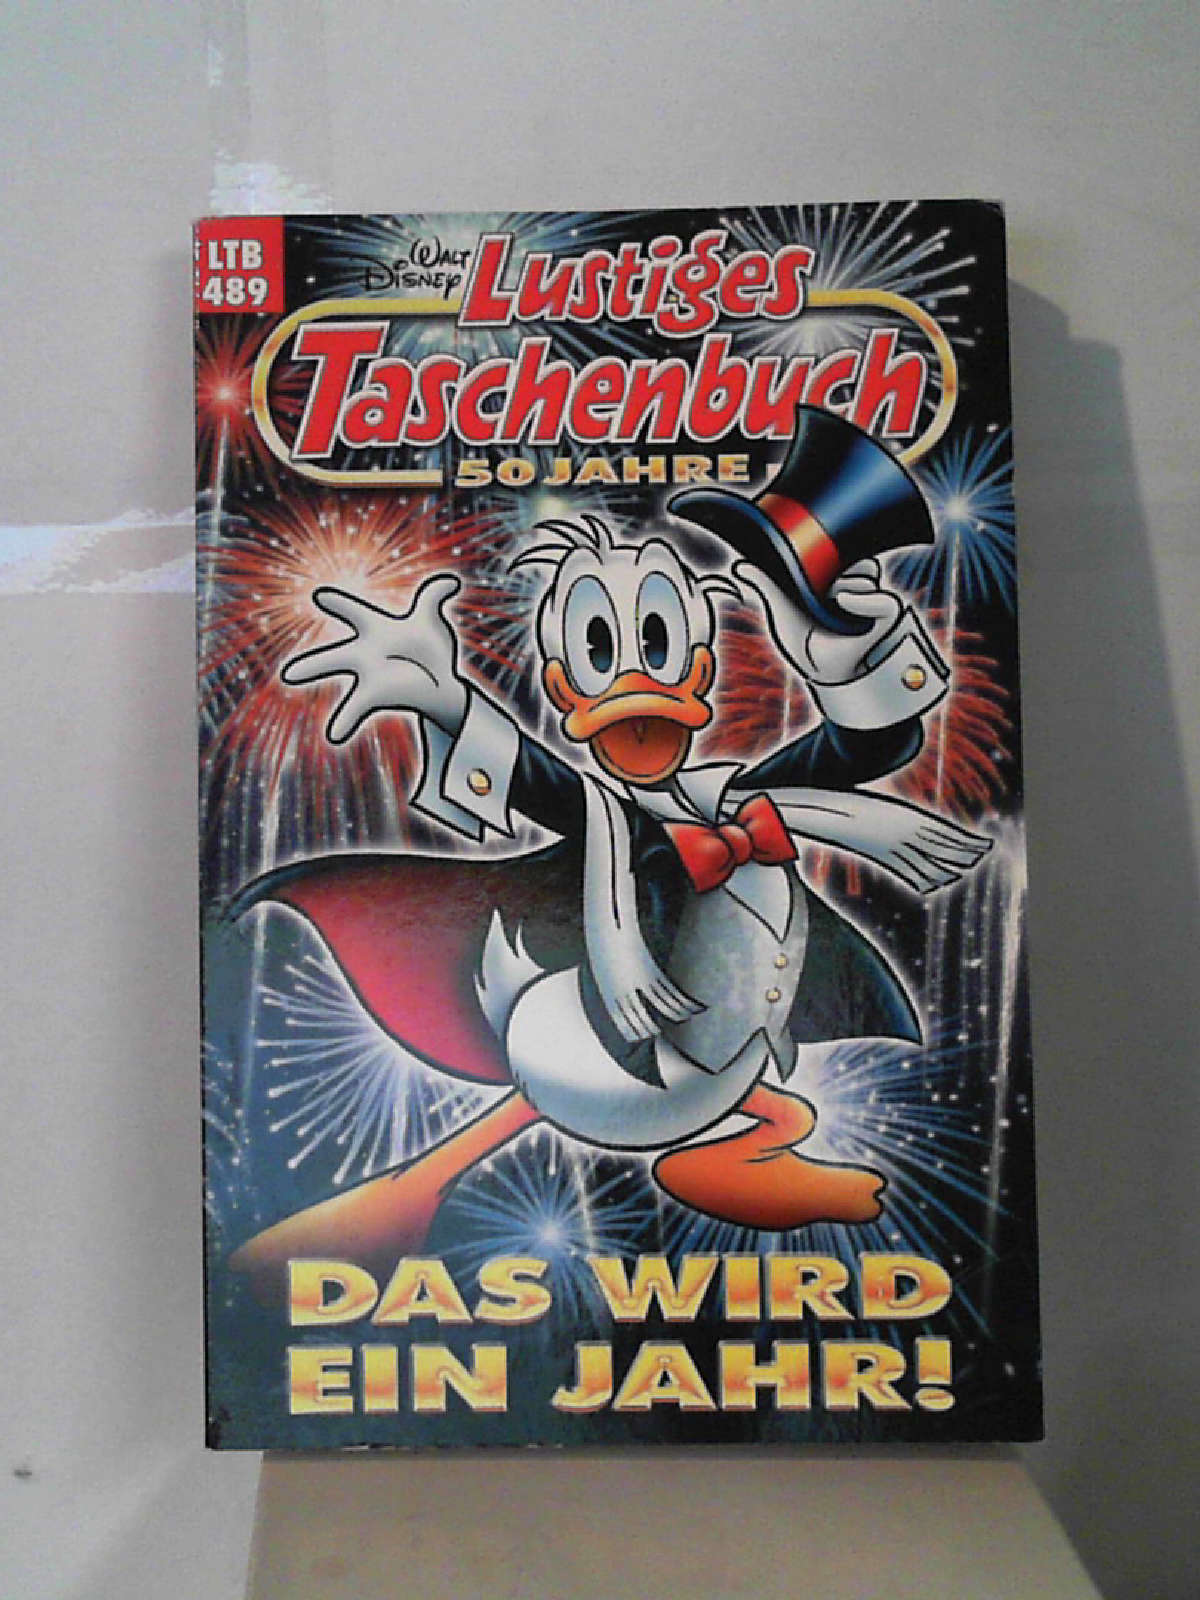 LTB
489
WALT
DISNEY
Lustiges
Taschenbuch
50 JAHRE
DAS WIRD
EIN JAHR!